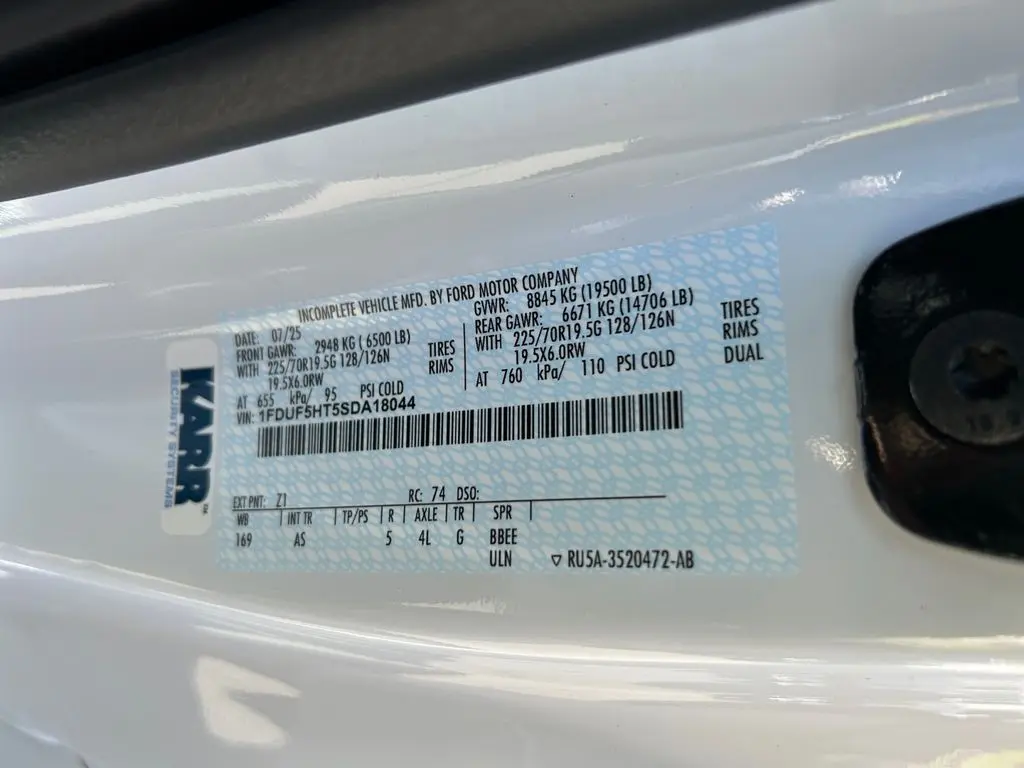 INCOMPLETE VEHICLE MFD. BY FORD MOTOR COMPANY
DATE: 07/25
GVWR: 8845 KG (19500 LB)
FRONT GAWR: 2948 KG ( 6500 LB)
REAR GAWR: 6671 KG (14706 LB)
WITH 225/70R19.5G 128/126N TIRES
19.5X6.0RW RIMS
AT 655 kPa/ 95 PSI COLD
WITH 225/70R19.5G 128/126N TIRES
19.5X6.0RW RIMS
AT 760 kPa/ 110 PSI COLD DUAL
VIN: 1FDUF5HT5SDA18044
EXT PNT: Z1 RC: 74 DSO:
WB INT TR TP/PS R AXLE TR SPR
169 AS 5 4L G BBEE
ULN ▽ RU5A-3520472-AB
KARR™
SECURITY SYSTEMS